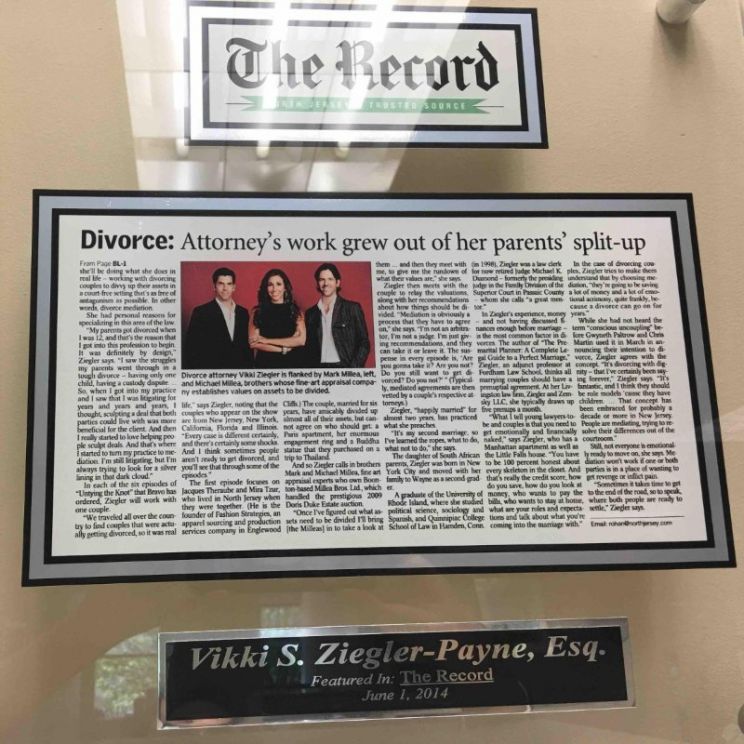 The Record
NORTH JERSEY'S TRUSTED SOURCE
Divorce: Attorney's work grew out of her parents' split-up
From Page BL-1
she'll be doing what she does in
real life – working with divorcing
couples to divvy up their assets in
a court-free setting that's as free of
antagonism as possible. In other
words, divorce mediation.
She had personal reasons for
specializing in this area of the law.
"My parents got divorced when
I was 12, and that's the reason that
I got into this profession to begin.
It was definitely by design,"
Ziegler says. "I saw the struggles
my parents went through in a
tough divorce – having only one
child, having a custody dispute ...
So, when I got into my practice
and I saw that I was litigating for
years and years and years, I
thought, sculpting a deal that both
parties could live with was more
beneficial for the client. And then
I really started to love helping peo-
ple sculpt deals. And that's where
I started to turn my practice to me-
diation. I'm still litigating, but I'm
always trying to look for a silver
lining in that dark cloud."
In each of the six episodes of
"Untying the Knot" that Bravo has
ordered, Ziegler will work with
one couple.
"We traveled all over the coun-
try to find couples that were actu-
ally getting divorced, so it was real
Divorce attorney Vikki Ziegler is flanked by Mark Millea, left,
and Michael Millea, brothers whose fine-art appraisal compa-
ny establishes values on assets to be divided.
life," says Ziegler, noting that the
couples who appear on the show
are from New Jersey, New York,
California, Florida and Illinois.
"Every case is different certainly,
and there's certainly some shocks.
And I think sometimes people
aren't ready to get divorced, and
you'll see that through some of the
episodes."
The first episode focuses on
Jacques Theraube and Mira Tzur,
who lived in North Jersey when
they were together. (He is the
founder of Fashion Strategies, an
apparel sourcing and production
services company in Englewood
Cliffs.) The couple, married for six
years, have amicably divided up
almost all of their assets, but can-
not agree on who should get a
Paris apartment, her enormous
engagement ring and a Buddha
statue that they purchased on a
trip to Thailand.
And so Ziegler calls in brothers
Mark and Michael Millea, fine art
appraisal experts who own Boon-
ton-based Millea Bros. Ltd., which
handled the prestigious 2009
Doris Duke Estate auction.
"Once I've figured out what as-
sets need to be divided I'll bring
[the Milleas] in to take a look at
them ... and then they meet with
me, to give me the rundown of
what their values are," she says.
Ziegler then meets with the
couple to relay the valuations,
along with her recommendations
about how things should be di-
vided. "Mediation is obviously a
process that they have to agree
on," she says. "I'm not an arbitra-
tor, I'm not a judge. I'm just giv-
ing recommendations, and they
can take it or leave it. The sus-
pense in every episode is, 'Are
you gonna take it? Are you not?
Do you still want to get di-
vorced? Do you not?' " (Typical-
ly, mediated agreements are then
vetted by a couple's respective at-
torneys.)
Ziegler, "happily married" for
almost two years, has practiced
what she preaches.
"It's my second marriage, so
I've learned the ropes, what to do,
what not to do," she says.
The daughter of South African
parents, Ziegler was born in New
York City and moved with her
family to Wayne as a second grad-
er.
A graduate of the University of
Rhode Island, where she studied
political science, sociology and
Spanish, and Quinnipiac College
School of Law in Hamden, Conn.
(in 1998), Ziegler was a law clerk
for now retired Judge Michael K.
Diamond – formerly the presiding
judge in the Family Division of the
Superior Court in Passaic County
– whom she calls "a great men-
tor."
In Ziegler's experience, money
– and not having discussed fi-
nances enough before marriage –
is the most common factor in di-
vorces. The author of "The Pre-
marital Planner: A Complete Le-
gal Guide to a Perfect Marriage,"
Ziegler, an adjunct professor at
Fordham Law School, thinks all
marrying couples should have a
prenuptial agreement. At her Liv-
ingston law firm, Ziegler and Zem-
sky LLC, she typically draws up
five prenups a month.
"What I tell young lawyers-to-
be and couples is that you need to
get emotionally and financially
naked," says Ziegler, who has a
Manhattan apartment as well as
the Little Falls house. "You have
to be 100 percent honest about
every skeleton in the closet. And
that's really the credit score, how
do you save, how do you look at
money, who wants to pay the
bills, who wants to stay at home,
what are your roles and expecta-
tions and talk about what you're
coming into the marriage with."
In the case of divorcing cou-
ples, Ziegler tries to make them
understand that by choosing me-
diation, "they're going to be saving
a lot of money and a lot of emo-
tional acrimony, quite frankly, be-
cause a divorce can go on for
years."
While she had not heard the
term "conscious uncoupling" be-
fore Gwyneth Paltrow and Chris
Martin used it in March in an-
nouncing their intention to di-
vorce, Ziegler agrees with the
concept. "It's divorcing with dig-
nity – that I've certainly been say-
ing forever," Ziegler says. "It's
fantastic, and I think they should
be role models 'cause they have
children. ... That concept has
been embraced for probably a
decade or more in New Jersey.
People are mediating, trying to re-
solve their differences out of the
courtroom."
Still, not everyone is emotional-
ly ready to move on, she says. Me-
diation won't work if one or both
parties is in a place of wanting to
get revenge or inflict pain.
"Sometimes it takes time to get
to the end of the road, so to speak,
where both people are ready to
settle," Ziegler says.
Email: rohan@northjersey.com
Vikki S. Ziegler-Payne, Esq.
Featured In: The Record
June 1, 2014